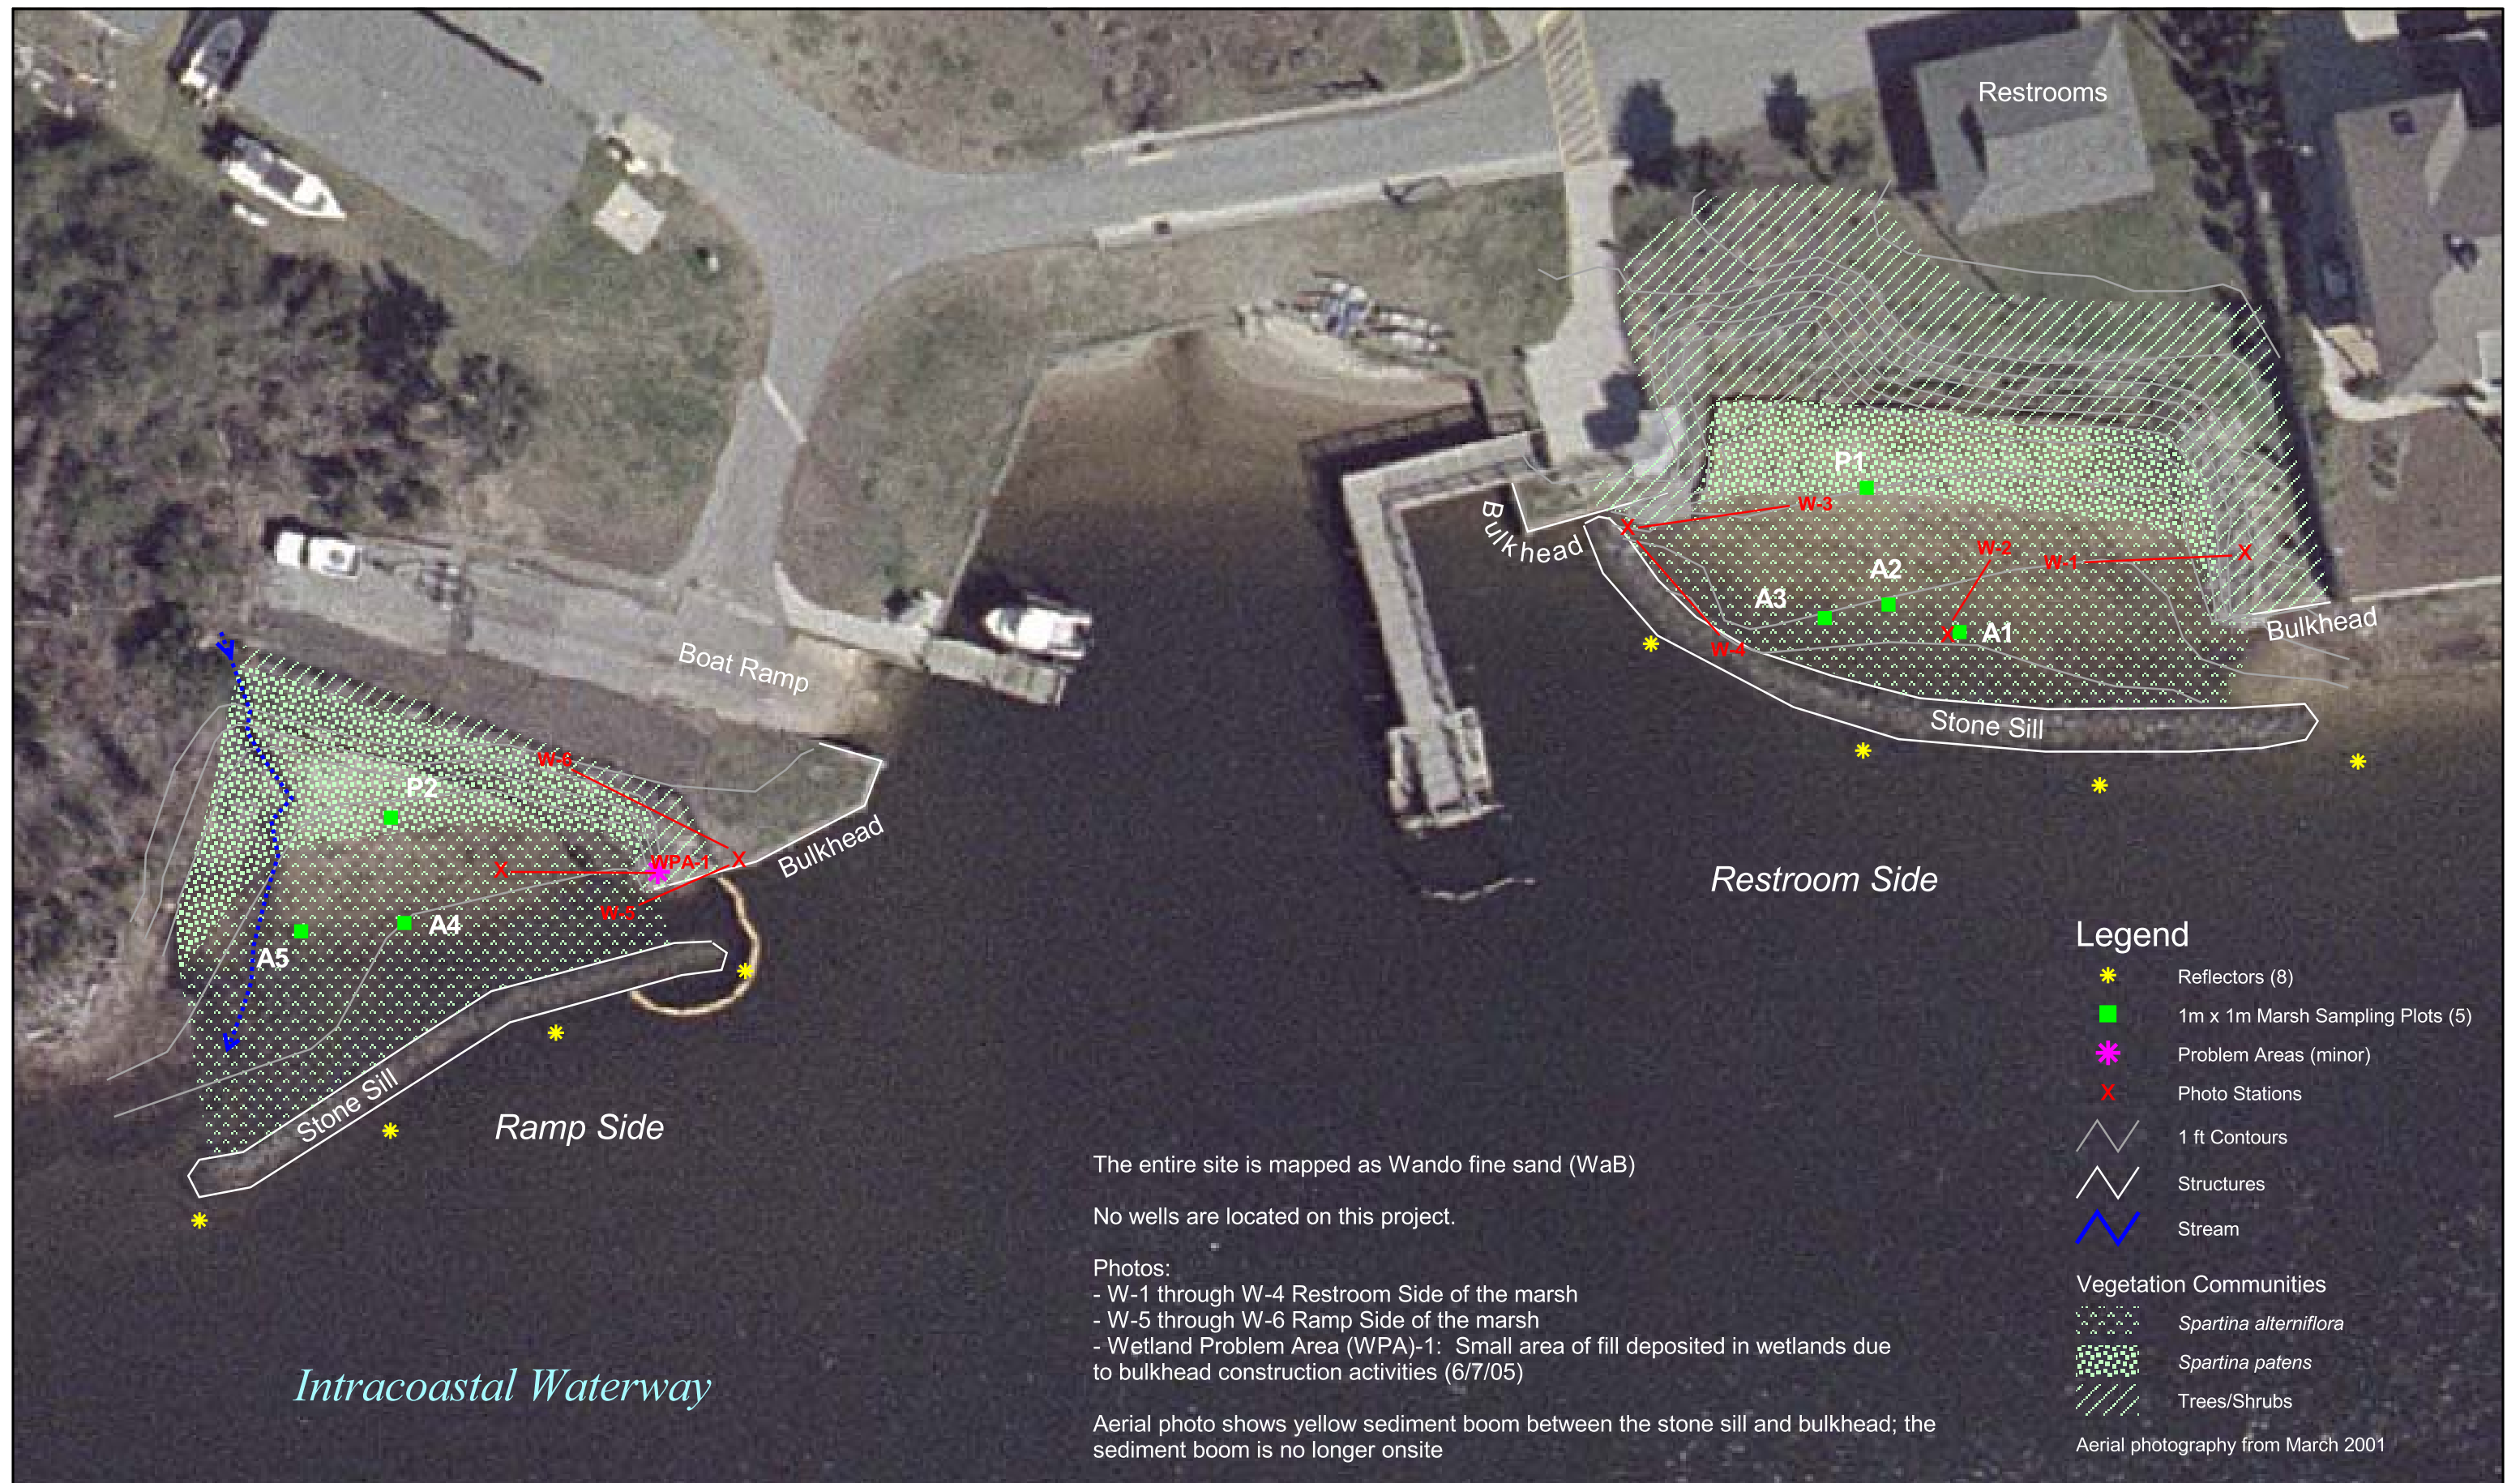 Restrooms
P1
W-3
Bulkhead
W-2
W-1
A2
A3
A1
Bulkhead
W-4
Boat Ramp
Stone Sill
W-6
P2
Bulkhead
WPA-1
Restroom Side
W-5
A4
A5
Stone Sill
Ramp Side
Intracoastal Waterway
The entire site is mapped as Wando fine sand (WaB)
No wells are located on this project.
Photos:
- W-1 through W-4 Restroom Side of the marsh
- W-5 through W-6 Ramp Side of the marsh
- Wetland Problem Area (WPA)-1: Small area of fill deposited in wetlands due
to bulkhead construction activities (6/7/05)
Aerial photo shows yellow sediment boom between the stone sill and bulkhead; the
sediment boom is no longer onsite
Legend
Reflectors (8)
1m x 1m Marsh Sampling Plots (5)
Problem Areas (minor)
Photo Stations
1 ft Contours
Structures
Stream
Vegetation Communities
Spartina alterniflora
Spartina patens
Trees/Shrubs
Aerial photography from March 2001